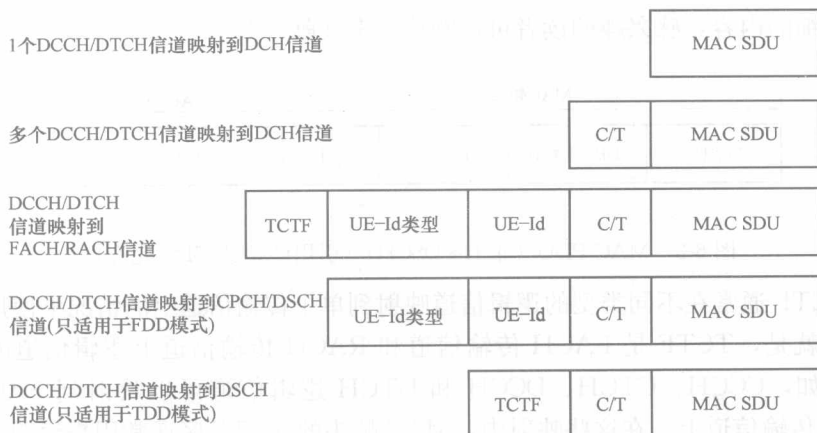 1个DCCH/DTCH信道映射到DCH信道
MAC SDU
多个DCCH/DTCH信道映射到DCH信道
C/T
MAC SDU
DCCH/DTCH
信道映射到
FACH/RACH信道
TCTF
UE-Id类型
UE-Id
C/T
MAC SDU
DCCH/DTCH信道映射到CPCH/DSCH
信道(只适用于FDD模式)
UE-Id类型
UE-Id
C/T
MAC SDU
DCCH/DTCH信道映射到DSCH
信道(只适用于TDD模式)
TCTF
C/T
MAC SDU